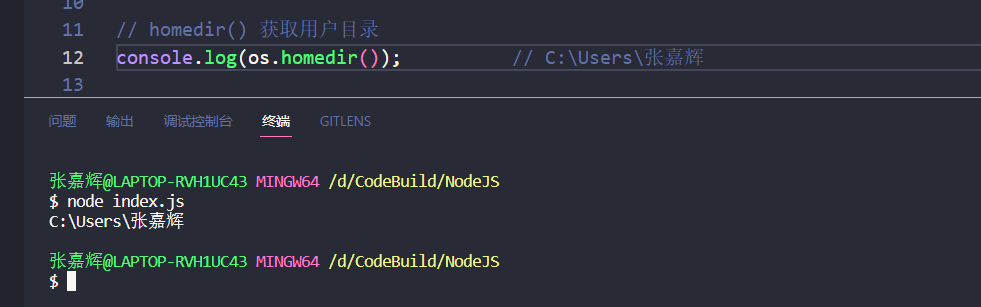 10
11 // homedir() 获取用户目录
12 console.log(os.homedir()); // C:\Users\张嘉辉
13
问题 输出 调试控制台 终端 GITLENS
张嘉辉@LAPTOP-RVH1UC43 MINGW64 /d/CodeBuild/NodeJS
$ node index.js
C:\Users\张嘉辉
张嘉辉@LAPTOP-RVH1UC43 MINGW64 /d/CodeBuild/NodeJS
$